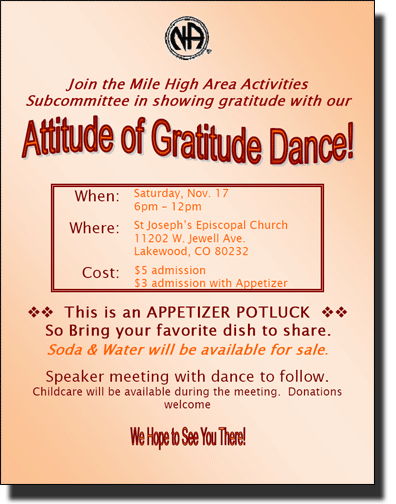 NA
Join the Mile High Area Activities
Subcommittee in showing gratitude with our
Attitude of Gratitude Dance!
When: Saturday, Nov. 17
6pm – 12pm
Where: St Joseph's Episcopal Church
11202 W. Jewell Ave.
Lakewood, CO 80232
Cost: $5 admission
$3 admission with Appetizer
❖❖ This is an APPETIZER POTLUCK ❖❖
So Bring your favorite dish to share.
Soda & Water will be available for sale.
Speaker meeting with dance to follow.
Childcare will be available during the meeting. Donations
welcome
We Hope to See You There!